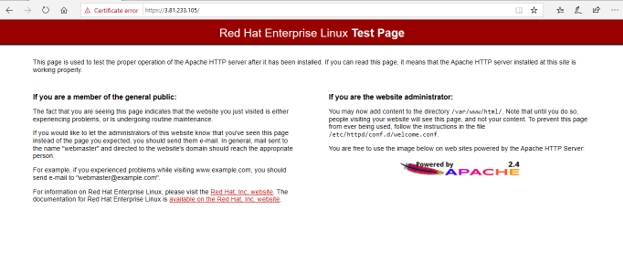 Certificate error https://3.81.233.105/
Red Hat Enterprise Linux Test Page
This page is used to test the proper operation of the Apache HTTP server after it has been installed. If you can read this page, it means that the Apache HTTP server installed at this site is
working properly.
If you are a member of the general public:
The fact that you are seeing this page indicates that the website you just visited is either
experiencing problems, or is undergoing routine maintenance.
If you would like to let the administrators of this website know that you've seen this page
instead of the page you expected, you should send them e-mail. In general, mail sent to
the name "webmaster" and directed to the website's domain should reach the appropriate
person.
For example, if you experienced problems while visiting www.example.com, you should
send e-mail to "webmaster@example.com".
For information on Red Hat Enterprise Linux, please visit the Red Hat, Inc. website. The
documentation for Red Hat Enterprise Linux is available on the Red Hat, Inc. website.
If you are the website administrator:
You may now add content to the directory /var/www/html/. Note that until you do so,
people visiting your website will see this page, and not your content. To prevent this page
from ever being used, follow the instructions in the file
/etc/httpd/conf.d/welcome.conf.
You are free to use the image below on web sites powered by the Apache HTTP Server:
Powered by 2.4
APACHE